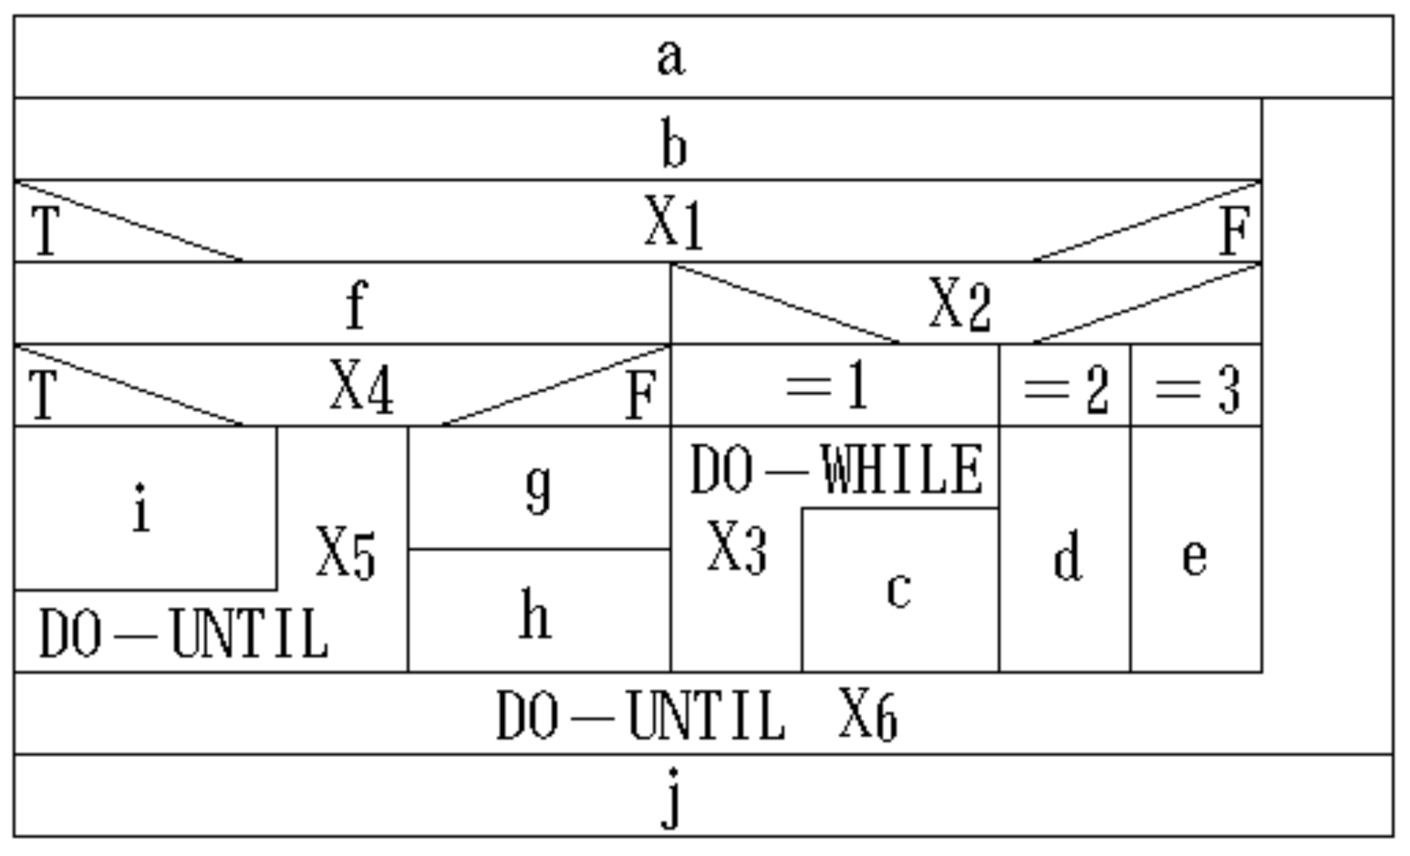 a
b
T X1 F
f X2
T X4 F =1 =2 =3
i X5 g DO-WHILE
X3 c d e
h
DO-UNTIL
DO-UNTIL X6
j